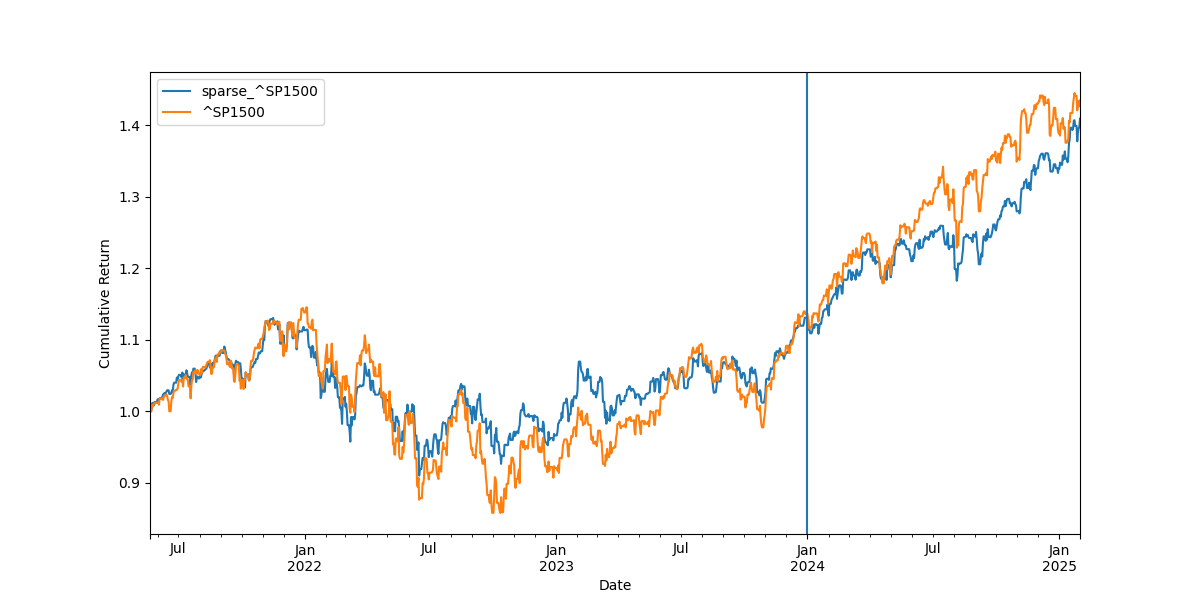 sparse_^SP1500
^SP1500
1.4
1.3
1.2
1.1
1.0
0.9
Cumulative Return
Jul
Jan
2022
Jul
Jan
2023
Jul
Jan
2024
Jul
Jan
2025
Date